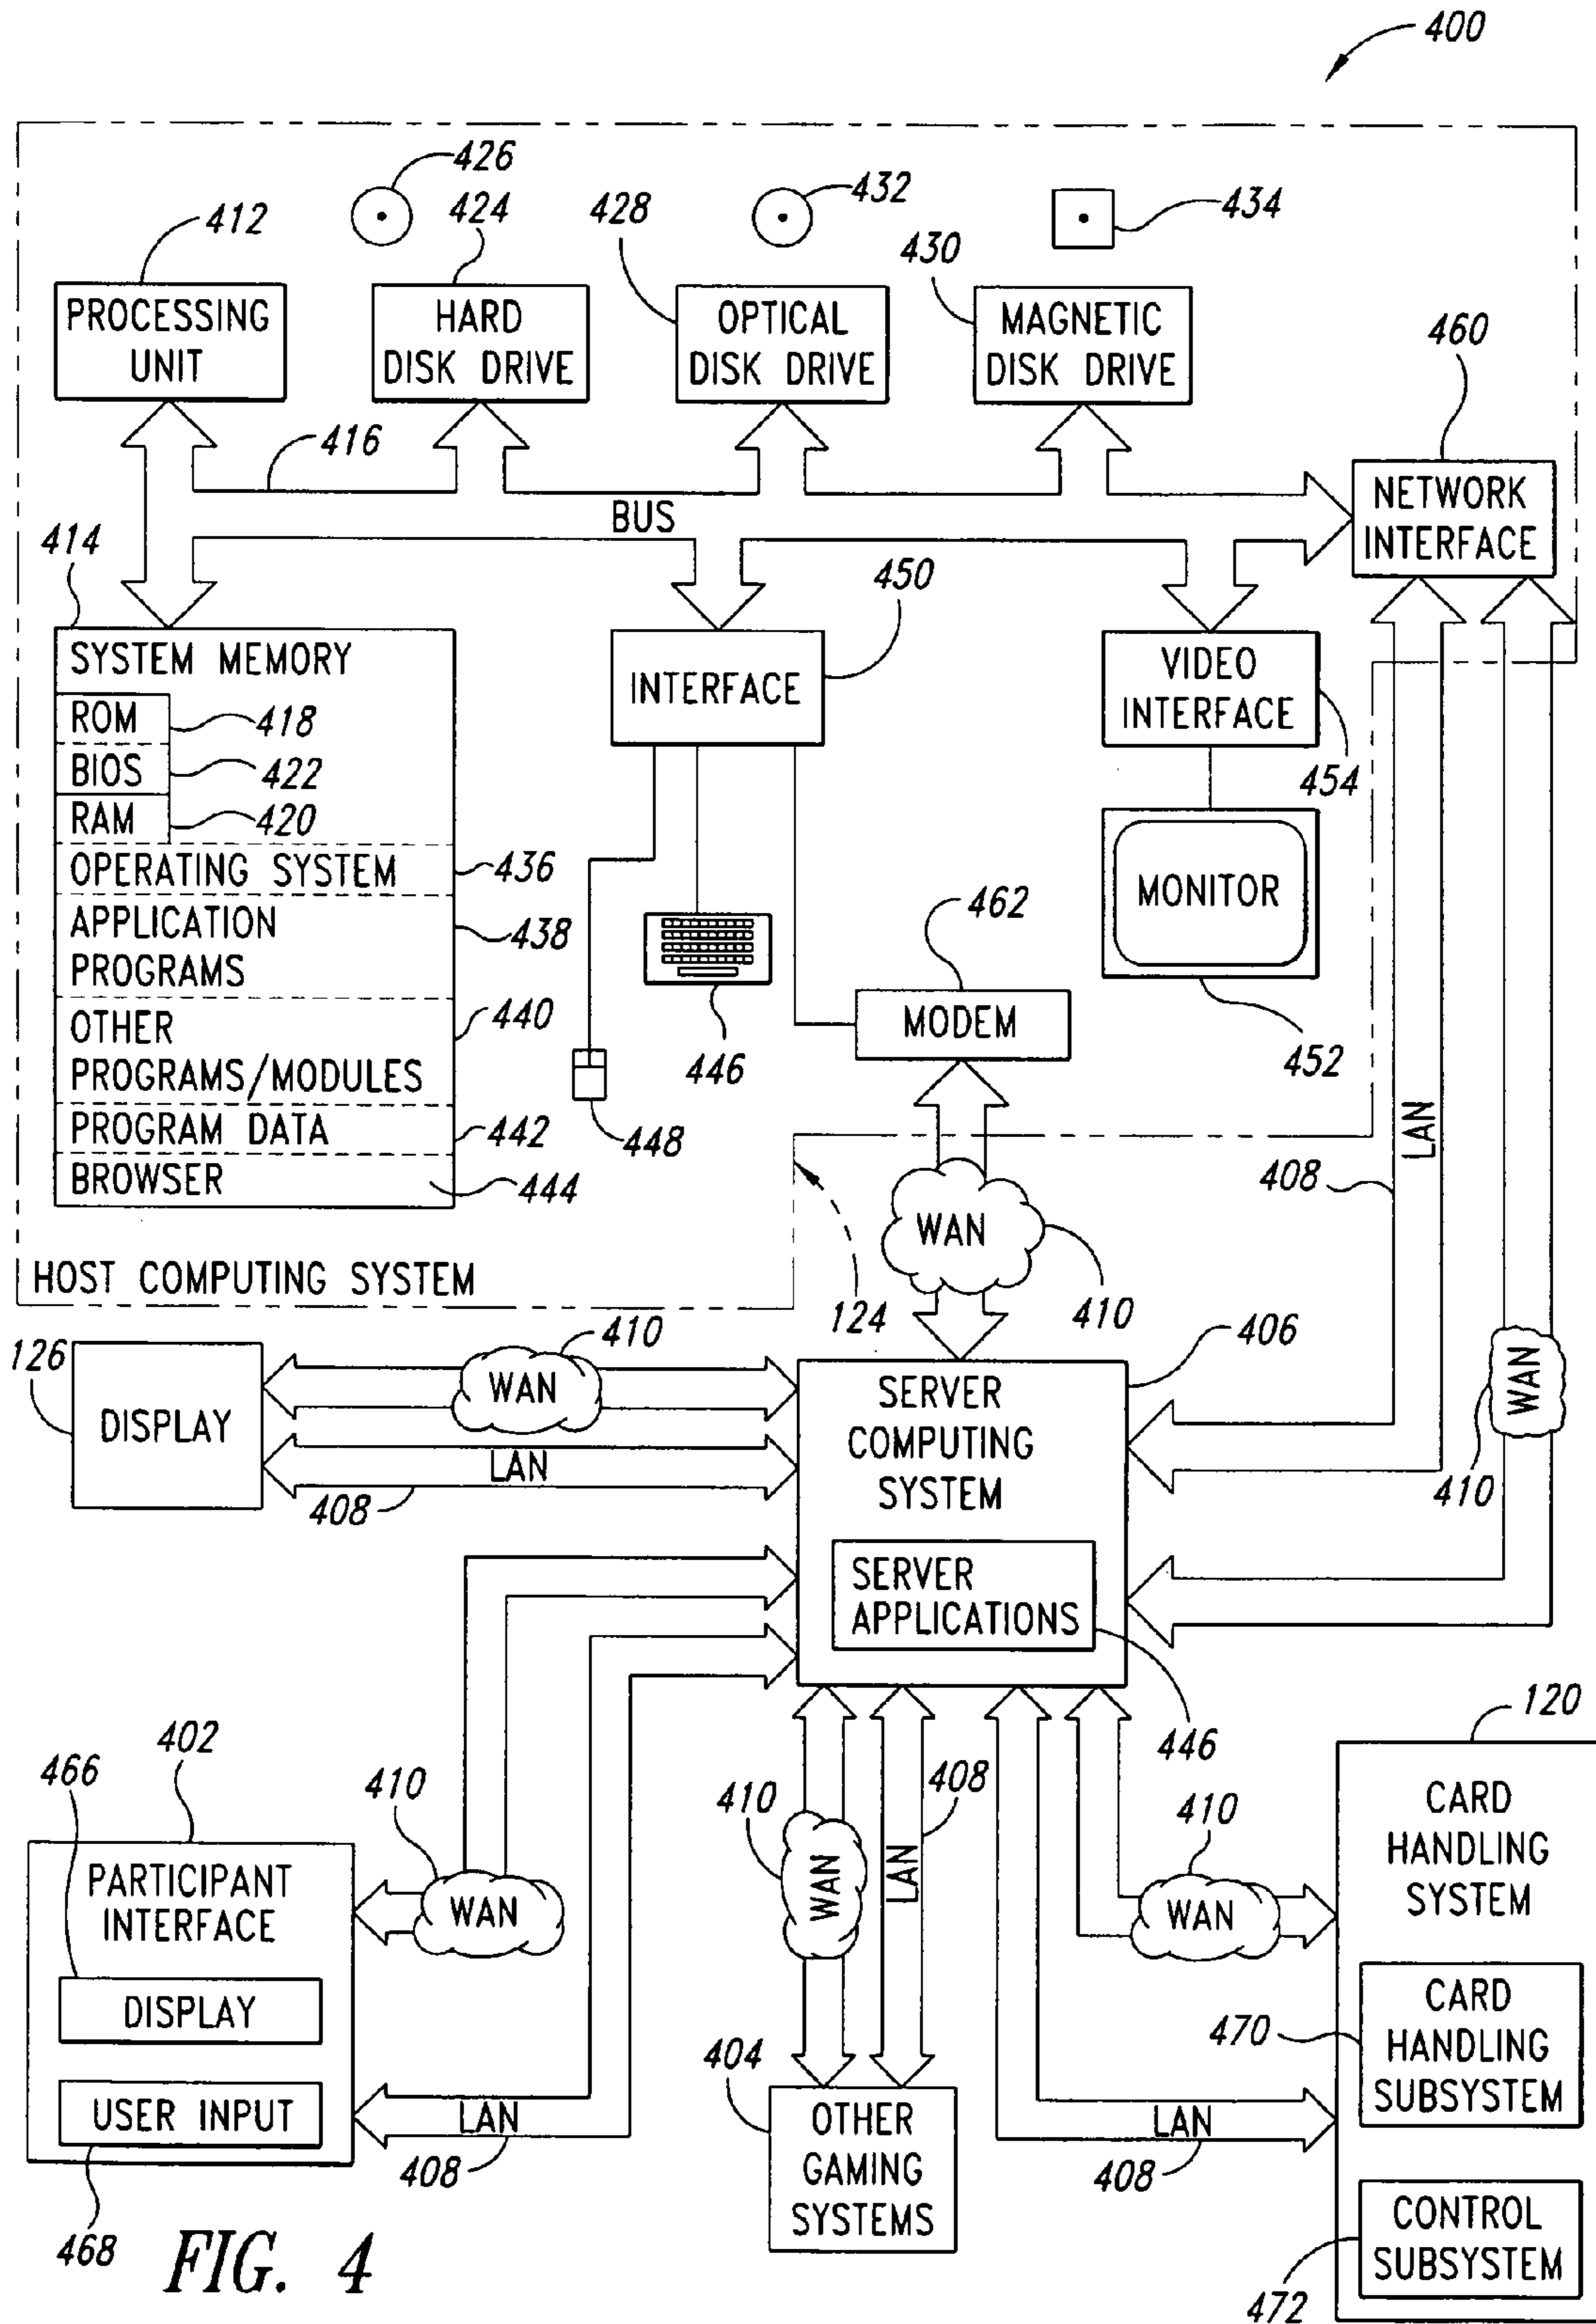 400
426
432
434
412
424
428
430
PROCESSING
UNIT
HARD
DISK DRIVE
OPTICAL
DISK DRIVE
MAGNETIC
DISK DRIVE
460
416
BUS
NETWORK
INTERFACE
414
450
SYSTEM MEMORY
ROM
418
BIOS
422
RAM
420
OPERATING SYSTEM
436
APPLICATION
PROGRAMS
438
OTHER
PROGRAMS/MODULES
440
PROGRAM DATA
442
BROWSER
444
INTERFACE
VIDEO
INTERFACE
454
MONITOR
452
446
448
462
MODEM
LAN
408
WAN
410
HOST COMPUTING SYSTEM
124
126
DISPLAY
410
WAN
LAN
408
406
SERVER
COMPUTING
SYSTEM
SERVER
APPLICATIONS
446
WAN
410
402
466
PARTICIPANT
INTERFACE
DISPLAY
USER INPUT
468
410
WAN
LAN
408
410
WAN
LAN
408
404
OTHER
GAMING
SYSTEMS
410
WAN
LAN
408
120
CARD
HANDLING
SYSTEM
470
CARD
HANDLING
SUBSYSTEM
CONTROL
SUBSYSTEM
472
FIG. 4